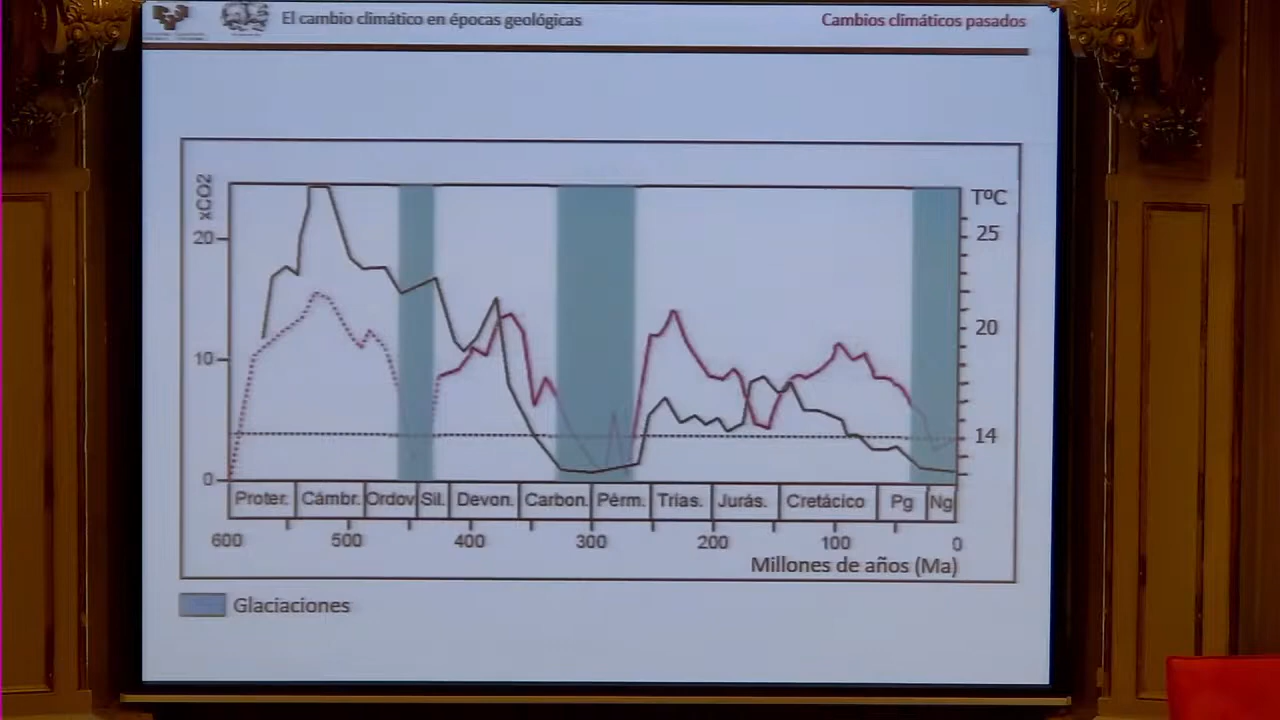 El cambio climático en épocas geológicas
Cambios climáticos pasados
xCO2
TºC
20
25
20
10
14
0
Proter. Cámbr. Ordov Sil. Devon. Carbon. Pérm. Trías. Jurás. Cretácico Pg Ng
600 500 400 300 200 100 0
Millones de años (Ma)
Glaciaciones